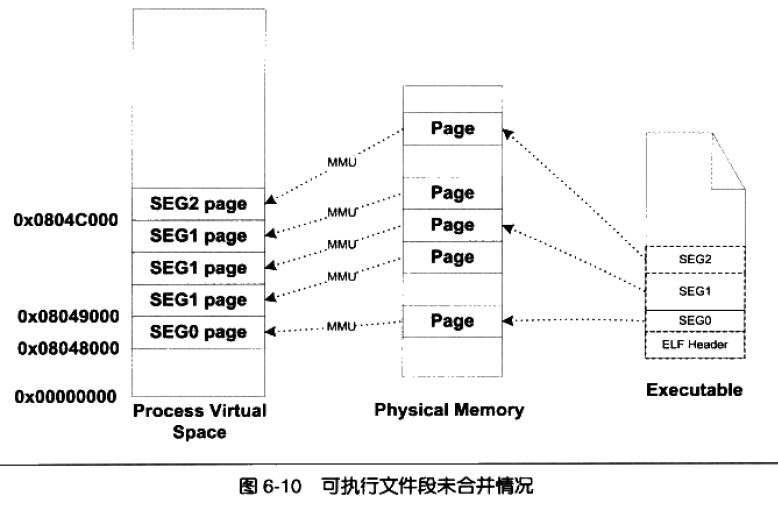 SEG2 page
0x0804C000
SEG1 page
SEG1 page
SEG1 page
0x08049000
SEG0 page
0x08048000
0x00000000
Process Virtual
Space
MMU
MMU
MMU
MMU
MMU
Page
Page
Page
Page
Page
Physical Memory
SEG2
SEG1
SEG0
ELF Header
Executable
图 6-10 可执行文件段未合并情况